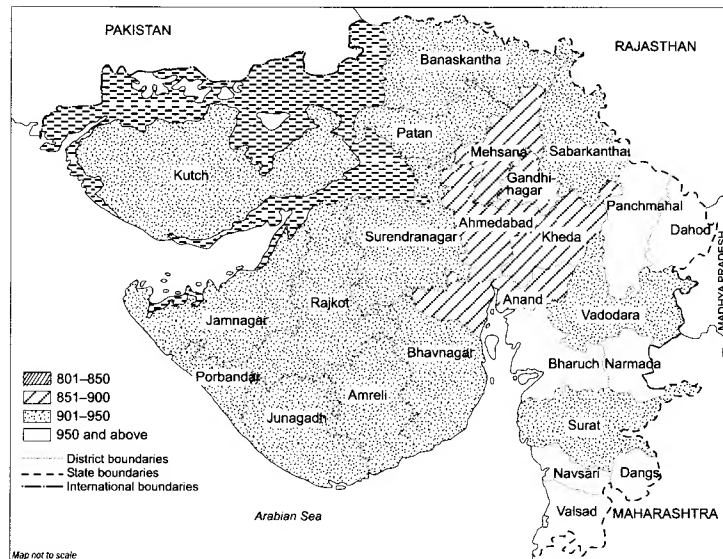 PAKISTAN
RAJASTHAN
Banaskantha
Patan
Mehsana
Sabarkantha
Kutch
Gandhi-
nagar
Panchmahal
Ahmedabad
Kheda
Dahod
Surendranagar
MADHYA PRADESH
Anand
Rajkot
Vadodara
Jamnagar
Bhavnagar
Bharuch
Narmada
Porbandar
Amreli
Junagadh
Surat
801–850
851–900
901–950
950 and above
District boundaries
State boundaries
International boundaries
Navsari
Dangs
Valsad
MAHARASHTRA
Arabian Sea
Map not to scale